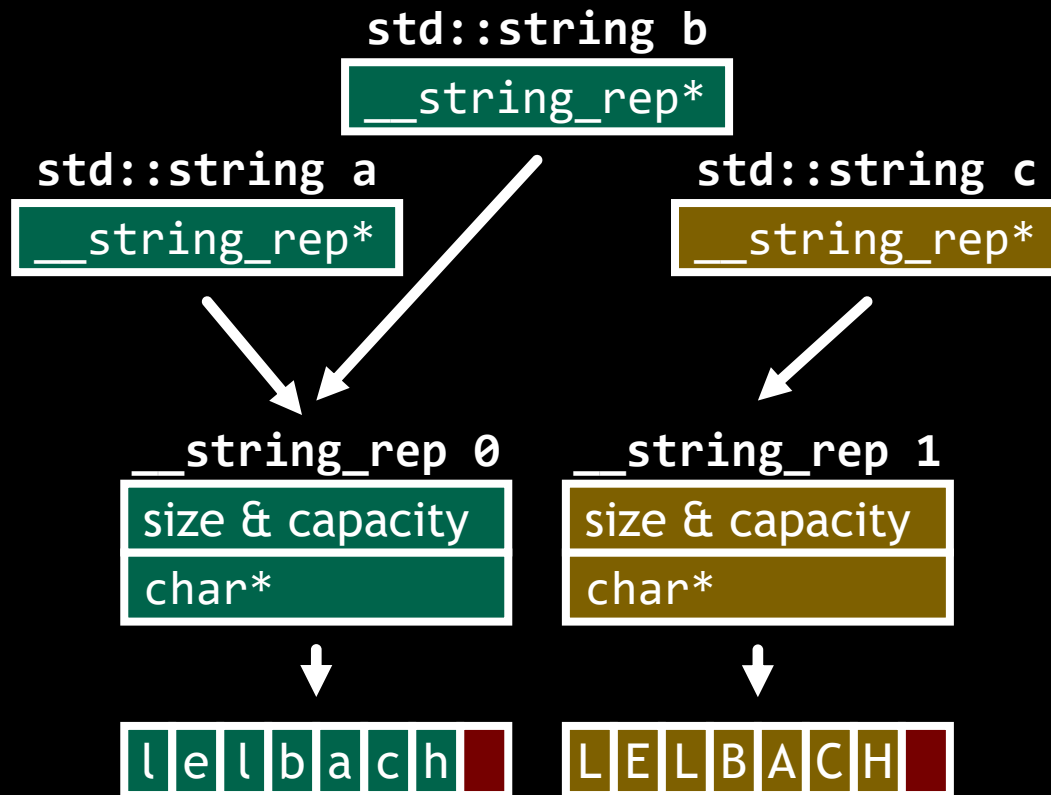 std::string b
__string_rep*
std::string a
__string_rep*
std::string c
__string_rep*
__string_rep 0
size & capacity
char*
lelbach
__string_rep 1
size & capacity
char*
LELBACH